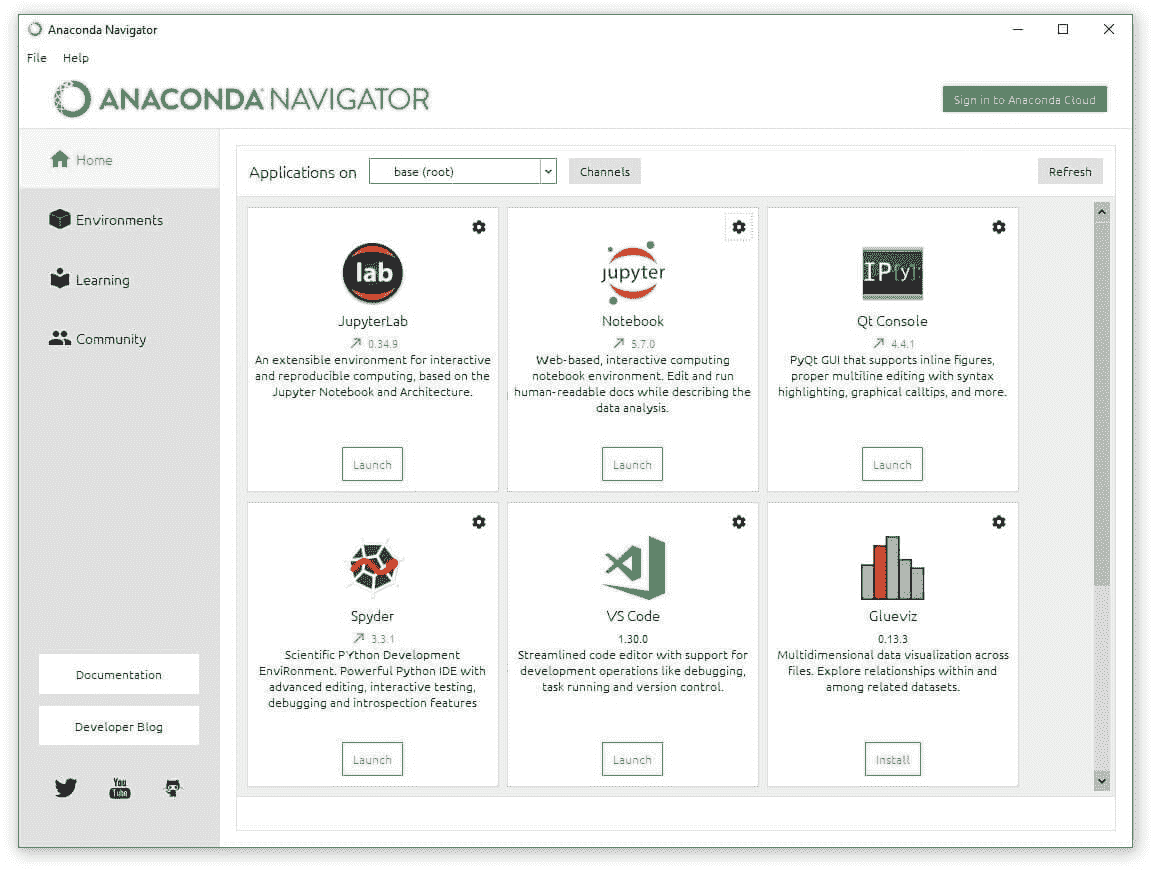 Anaconda Navigator
File Help
ANACONDA NAVIGATOR
Sign in to Anaconda Cloud
Home
Environments
Learning
Community
Documentation
Developer Blog
You
Tube
Applications on base (root) Channels Refresh
lab
JupyterLab
0.34.9
An extensible environment for interactive
and reproducible computing, based on the
Jupyter Notebook and Architecture.
Launch
jupyter
Notebook
5.7.0
Web-based, interactive computing
notebook environment. Edit and run
human-readable docs while describing the
data analysis.
Launch
IP[y]:
Qt Console
4.4.1
PyQt GUI that supports inline figures,
proper multiline editing with syntax
highlighting, graphical calltips, and more.
Launch
Spyder
3.3.1
Scientific PYthon Development
EnviRonment. Powerful Python IDE with
advanced editing, interactive testing,
debugging and introspection features
Launch
VS Code
1.30.0
Streamlined code editor with support for
development operations like debugging,
task running and version control.
Launch
Glueviz
0.13.3
Multidimensional data visualization across
files. Explore relationships within and
among related datasets.
Install